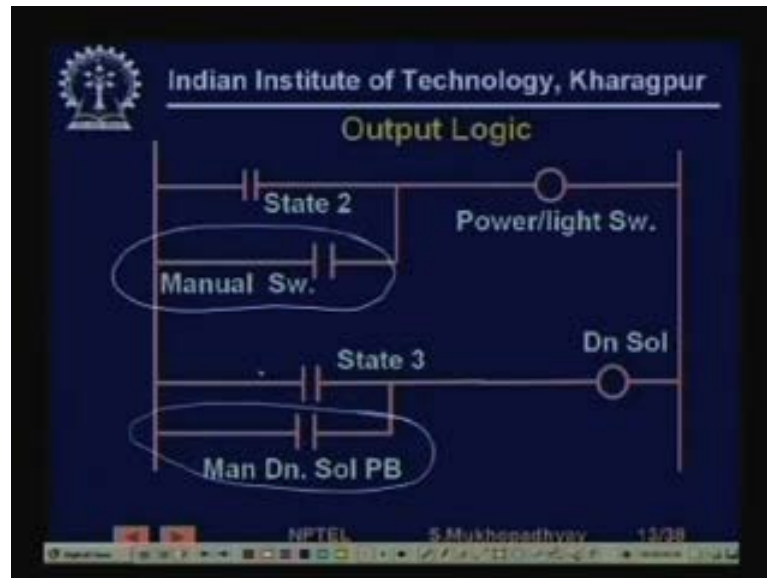 Indian Institute of Technology, Kharagpur
Output Logic
State 2
Power/light Sw.
Manual Sw.
Dn Sol
State 3
Man Dn. Sol PB
NPTEL S.Mukhopadhyay 13/38